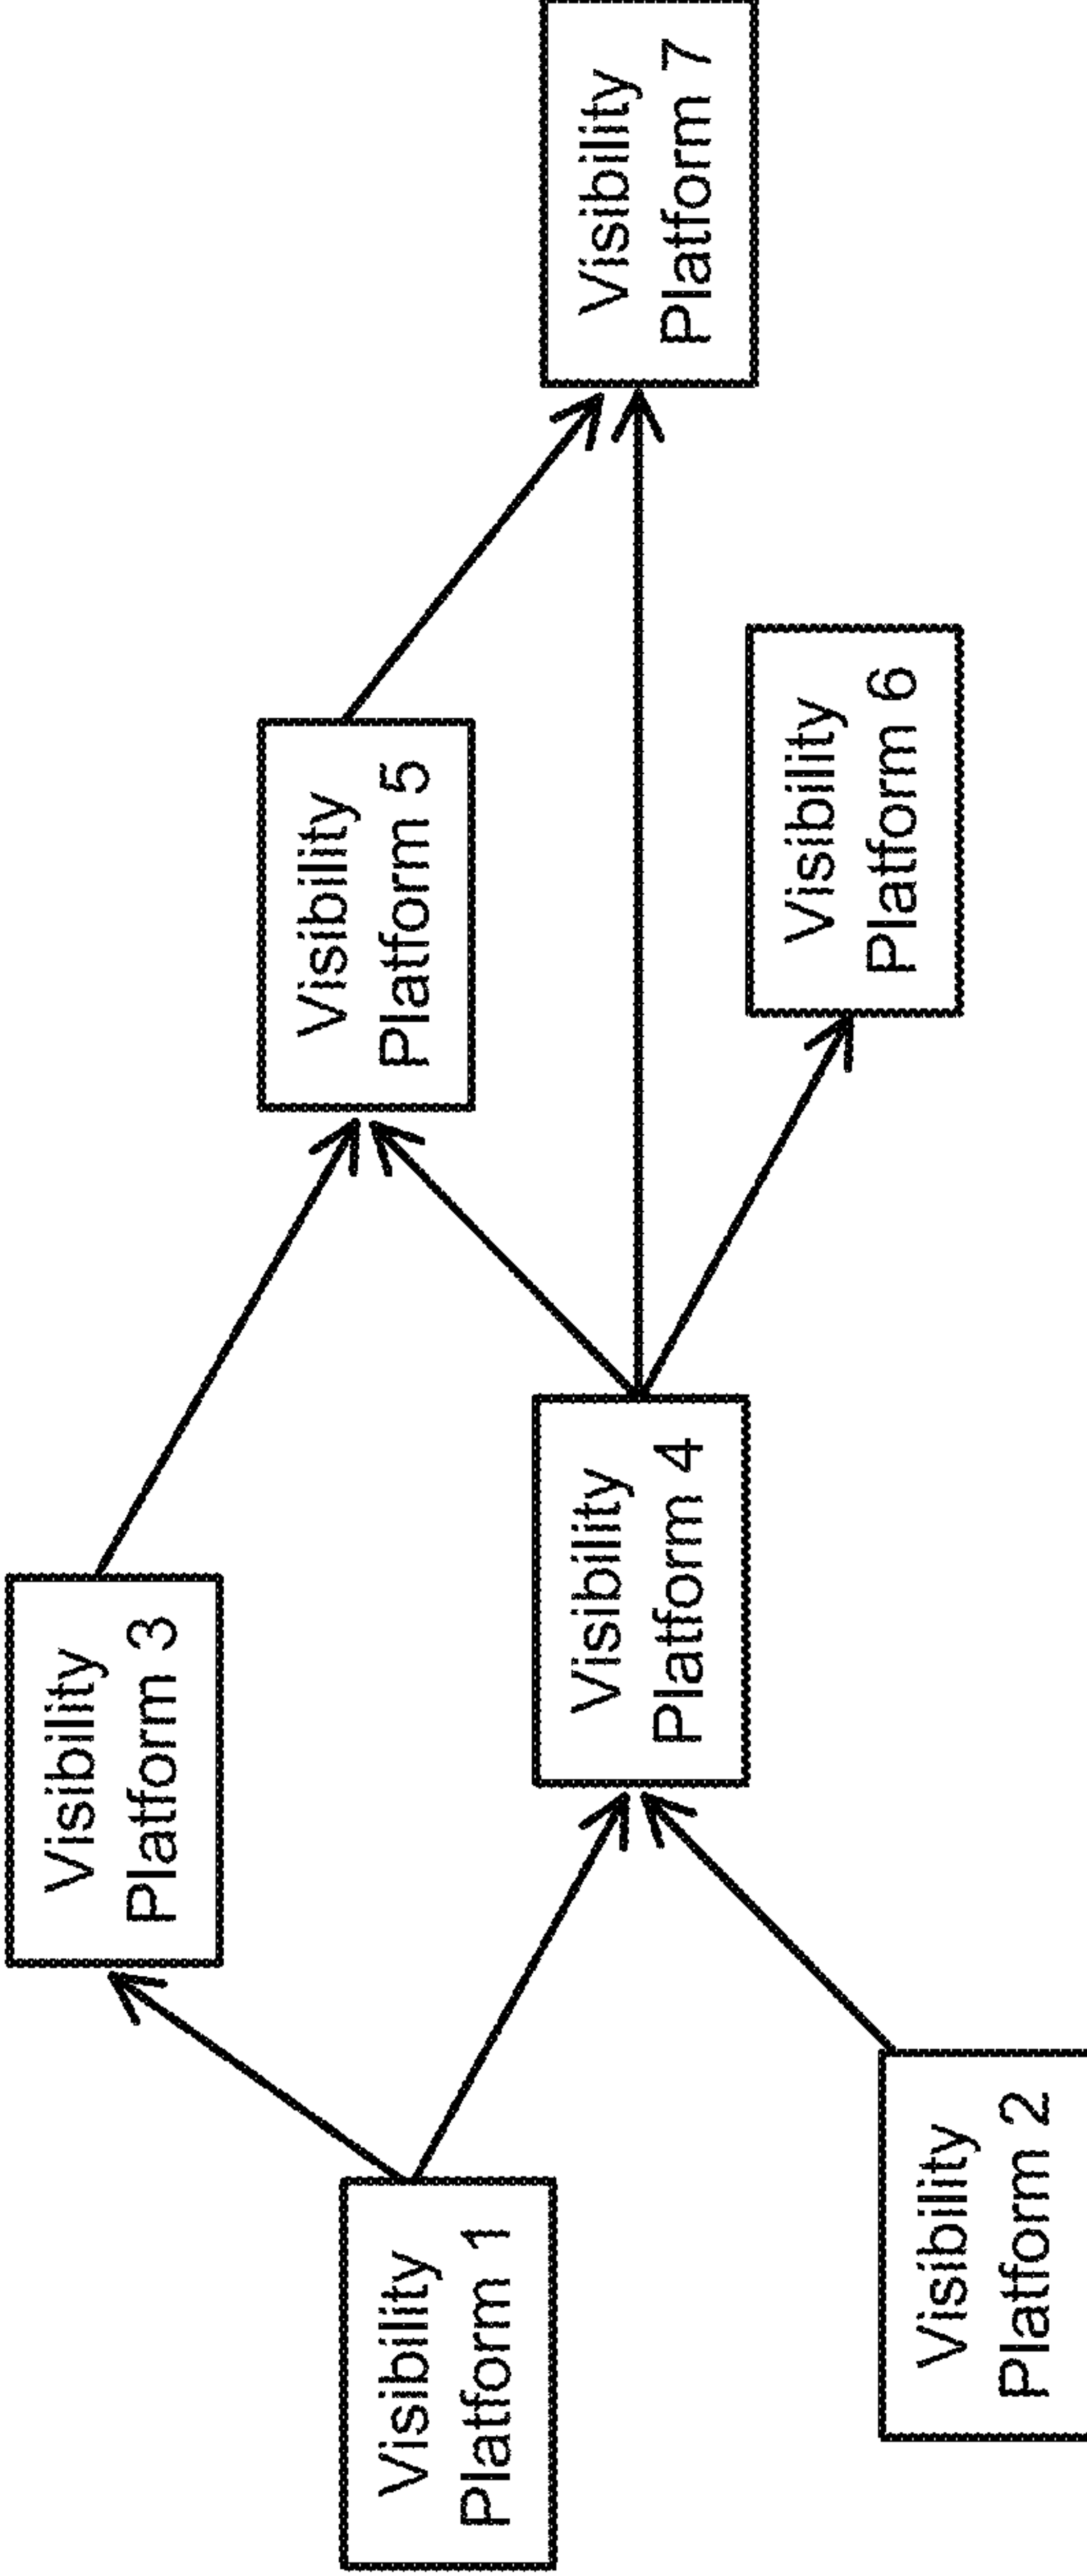 Visibility
Platform 1
Visibility
Platform 2
Visibility
Platform 3
Visibility
Platform 4
Visibility
Platform 5
Visibility
Platform 6
Visibility
Platform 7